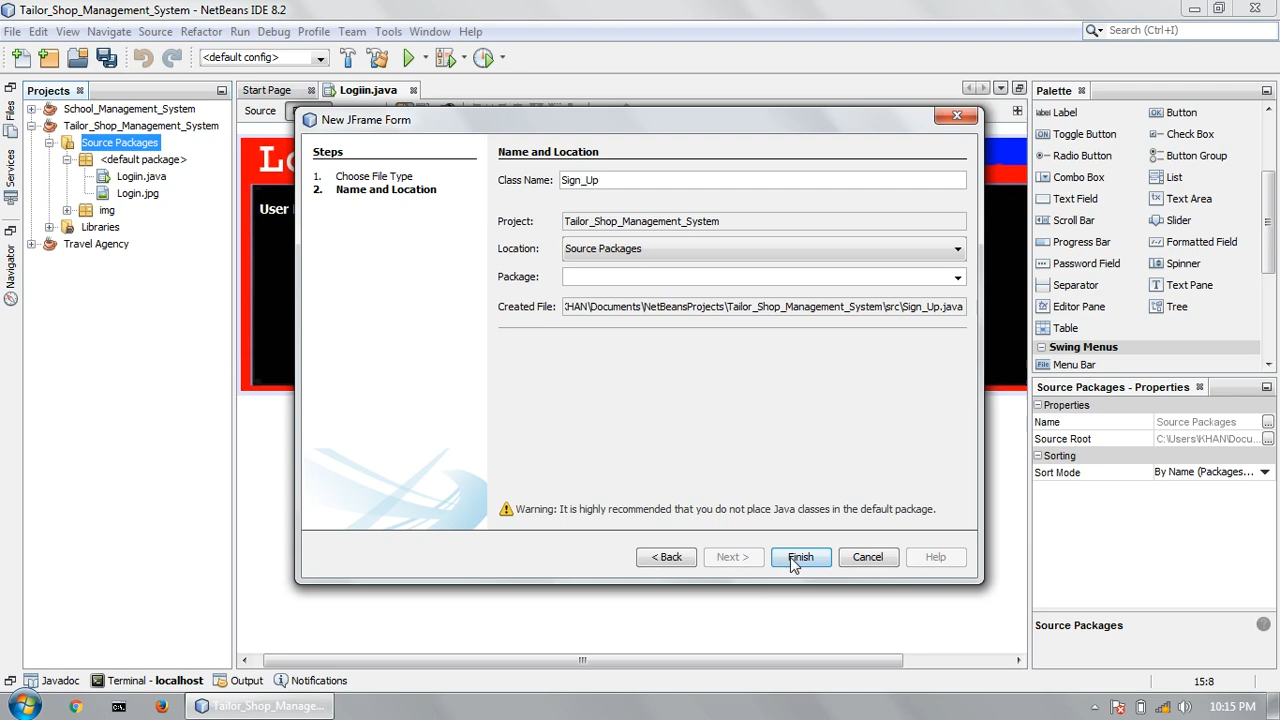 Tailor_Shop_Management_System - NetBeans IDE 8.2
File Edit View Navigate Source Refactor Run Debug Profile Team Tools Window Help
Search (Ctrl+I)
<default config>
Projects
Start Page
Logiin.java
Palette
Files
Services
Navigator
School_Management_System
Tailor_Shop_Management_System
Source Packages
<default package>
Logiin.java
Login.jpg
img
Libraries
Travel Agency
Source
User
New JFrame Form
Steps
1. Choose File Type
2. Name and Location
Name and Location
Class Name: Sign_Up
Project: Tailor_Shop_Management_System
Location: Source Packages
Package:
Created File: HAN\Documents\NetBeansProjects\Tailor_Shop_Management_System\src\Sign_Up.java
Warning: It is highly recommended that you do not place Java classes in the default package.
< Back Next > Finish Cancel Help
Label Button
Toggle Button Check Box
Radio Button Button Group
Combo Box List
Text Field Text Area
Scroll Bar Slider
Progress Bar Formatted Field
Password Field Spinner
Separator Text Pane
Editor Pane Tree
Table
Swing Menus
Menu Bar
Source Packages - Properties
Properties
Name Source Packages ...
Source Root C:\Users\KHAN\Docu... ...
Sorting
Sort Mode By Name (Packages...
Source Packages
Javadoc Terminal - localhost Output Notifications
15:8
Tailor_Shop_Manage...
10:15 PM